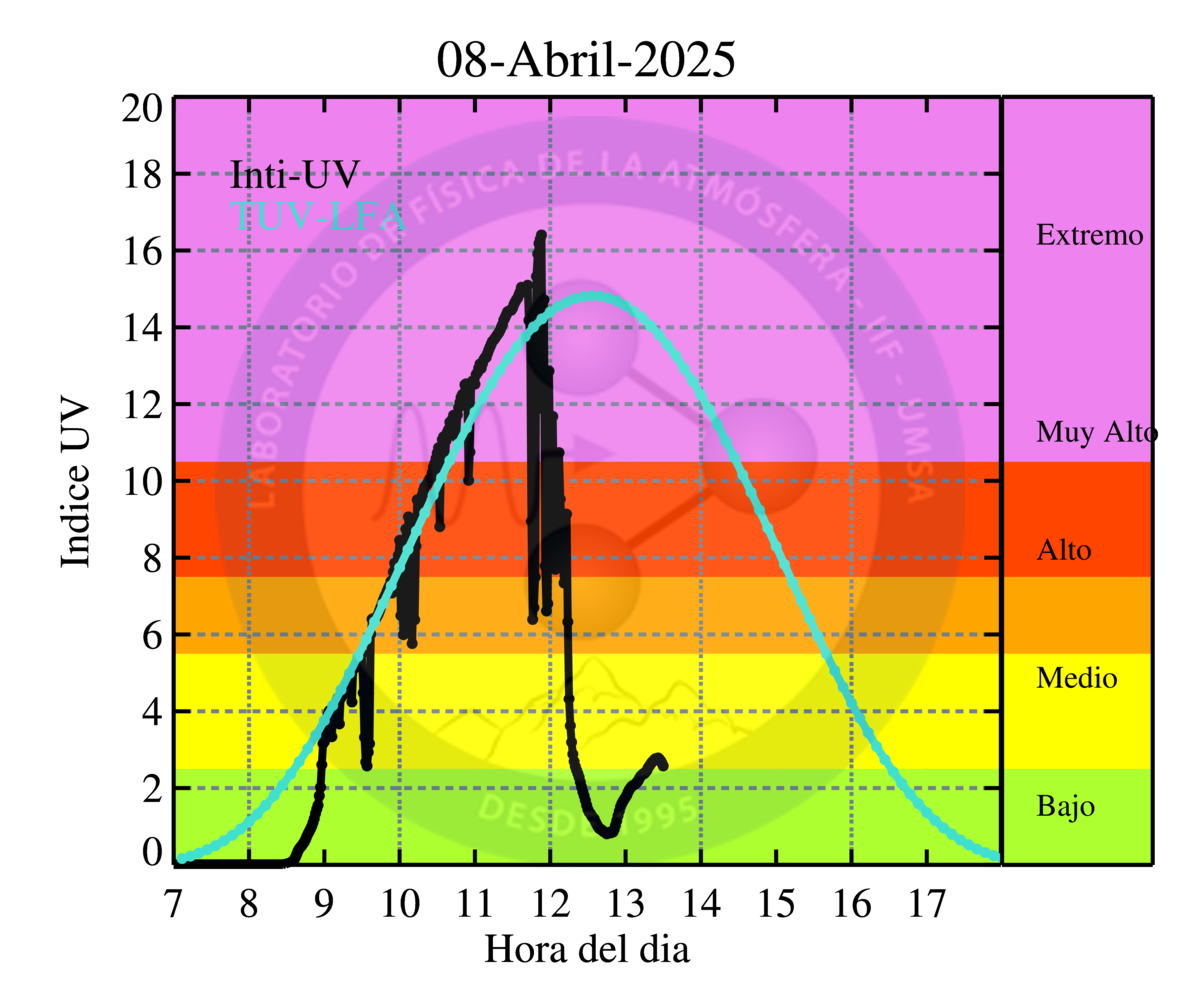 08-Abril-2025
20
18
16
14
12
10
8
6
4
2
0
Indice UV
Inti-UV
TUV-LFA
LABORATORIO DE FÍSICA DE LA ATMÓSFERA - IIF - UMSA
DESDE 1995
Extremo
Muy Alto
Alto
Medio
Bajo
7 8 9 10 11 12 13 14 15 16 17
Hora del dia